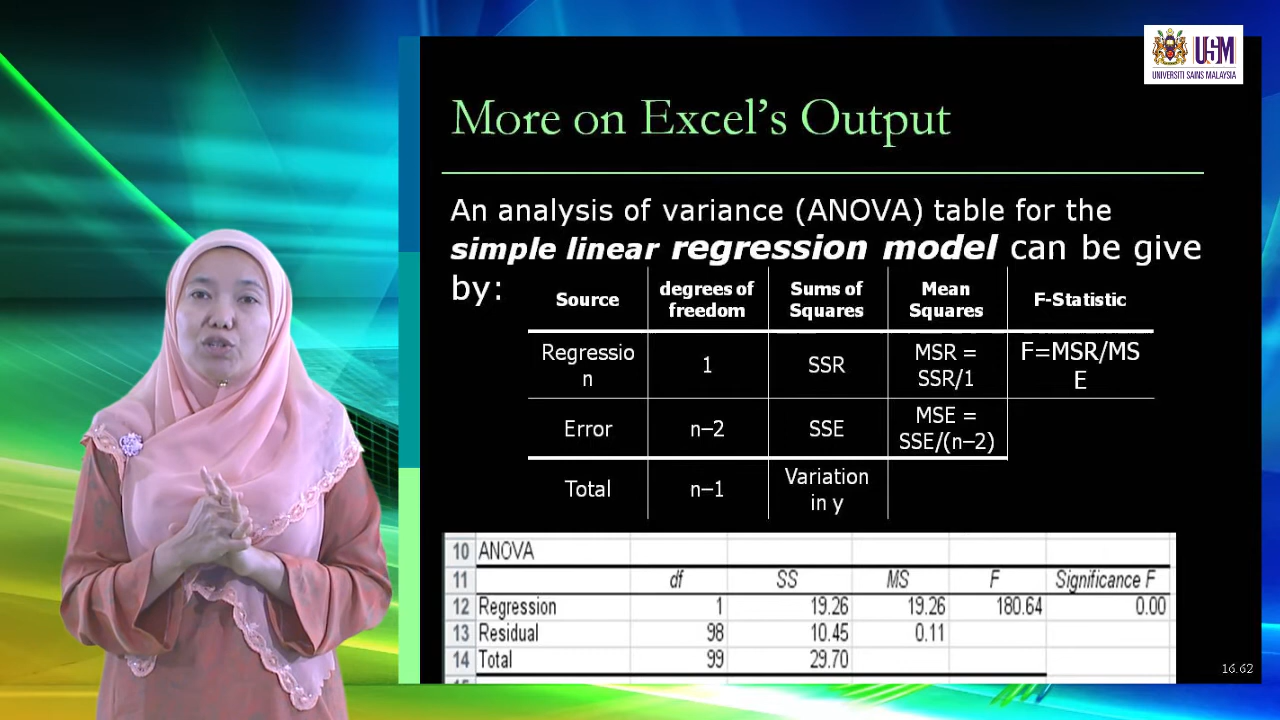 USM
UNIVERSITI SAINS MALAYSIA
More on Excel’s Output
An analysis of variance (ANOVA) table for the
simple linear regression model can be give
by:
Source degrees of freedom Sums of Squares Mean Squares F-Statistic
Regressio n 1 SSR MSR = SSR/1 F=MSR/MS E
Error n–2 SSE MSE = SSE/(n–2)
Total n–1 Variation in y
10 ANOVA
11 df SS MS F Significance F
12 Regression 1 19.26 19.26 180.64 0.00
13 Residual 98 10.45 0.11
14 Total 99 29.70
16.62